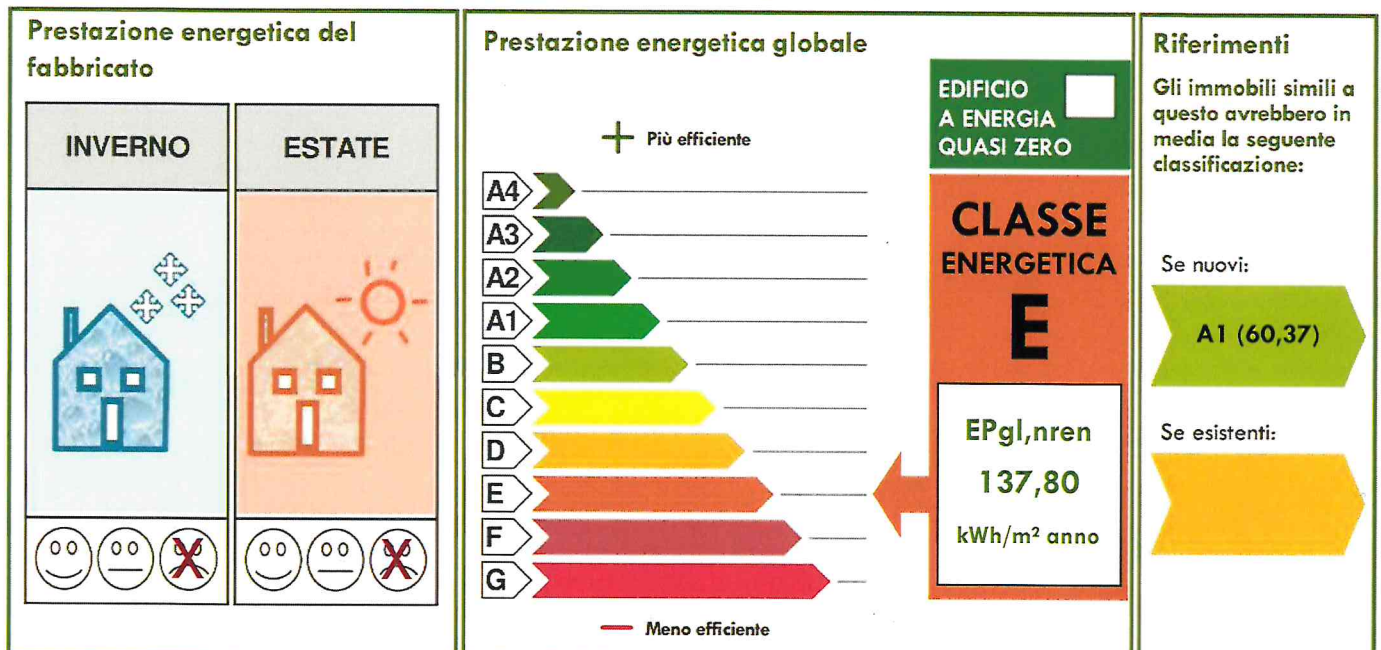 Prestazione energetica del
fabbricato
INVERNO
ESTATE
Prestazione energetica globale
+ Più efficiente
A4
A3
A2
A1
B
C
D
E
F
G
— Meno efficiente
EDIFICIO
A ENERGIA
QUASI ZERO
CLASSE
ENERGETICA
E
EPgl,nren
137,80
kWh/m² anno
Riferimenti
Gli immobili simili a
questo avrebbero in
media la seguente
classificazione:
Se nuovi:
A1 (60,37)
Se esistenti: